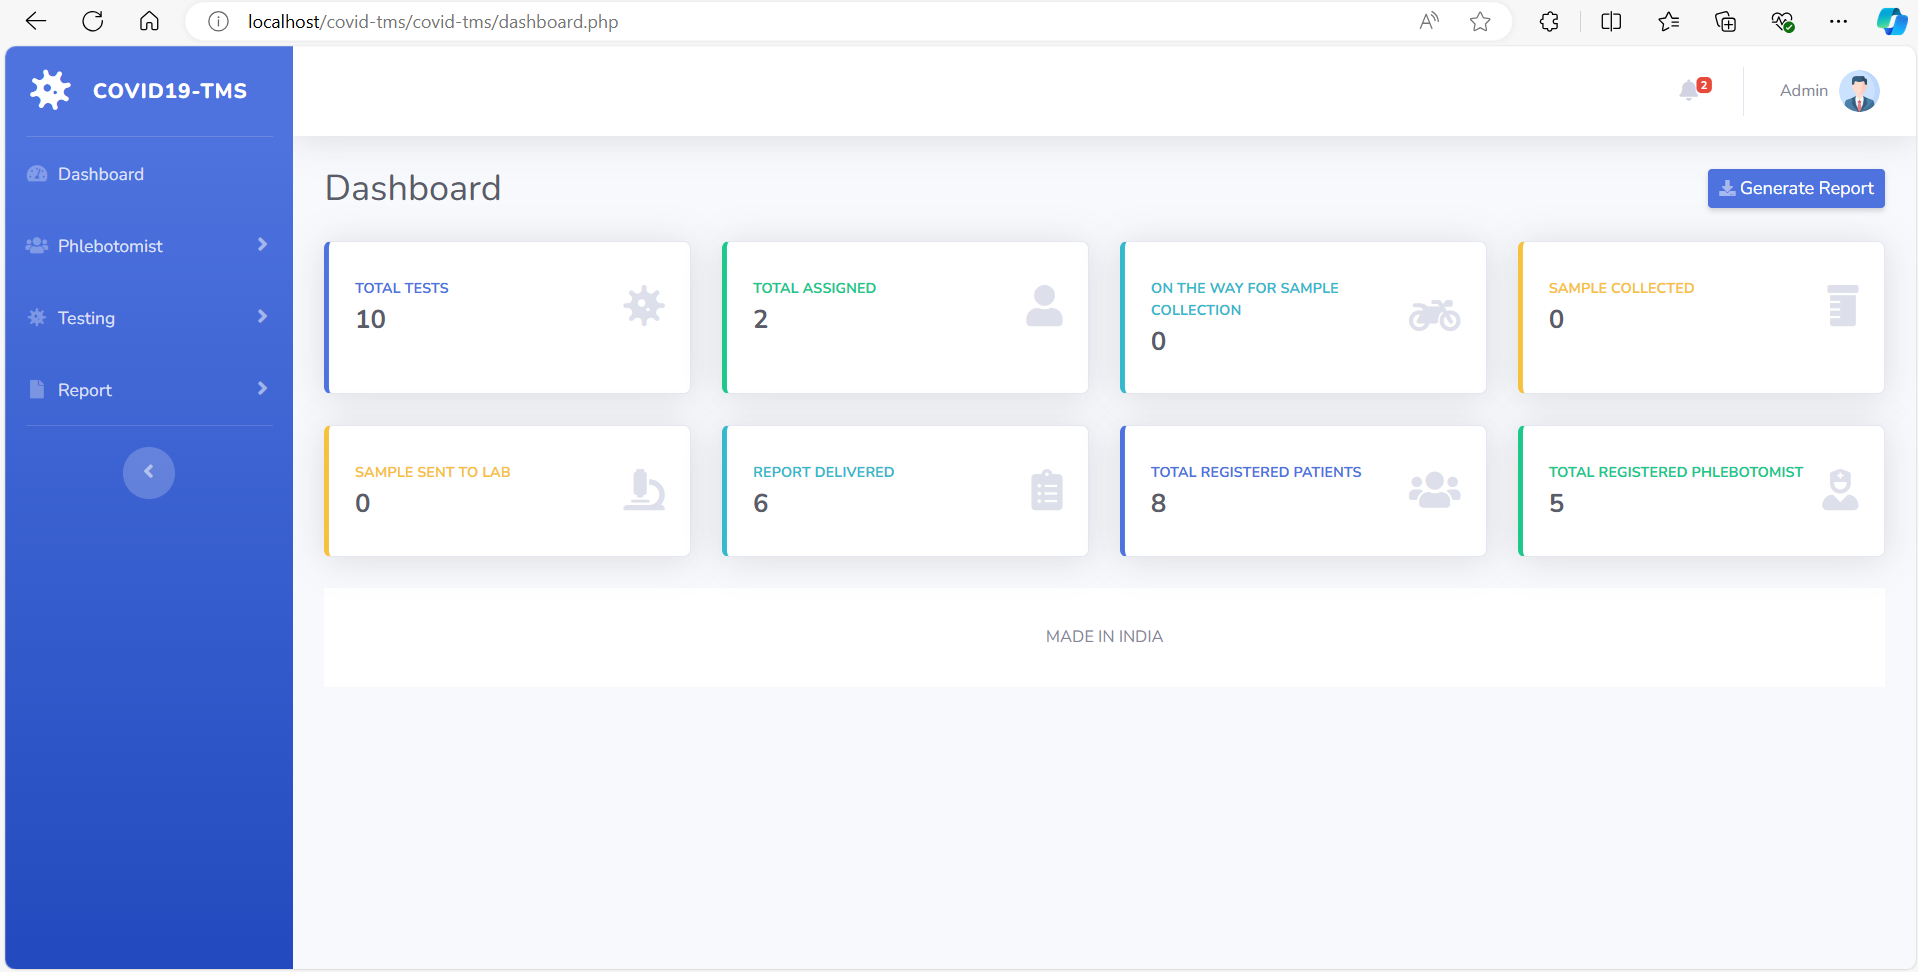 localhost/covid-tms/covid-tms/dashboard.php
COVID19-TMS
2
Admin
Dashboard
Phlebotomist
Testing
Report
Dashboard
Generate Report
TOTAL TESTS
10
TOTAL ASSIGNED
2
ON THE WAY FOR SAMPLE
COLLECTION
0
SAMPLE COLLECTED
0
SAMPLE SENT TO LAB
0
REPORT DELIVERED
6
TOTAL REGISTERED PATIENTS
8
TOTAL REGISTERED PHLEBOTOMIST
5
MADE IN INDIA